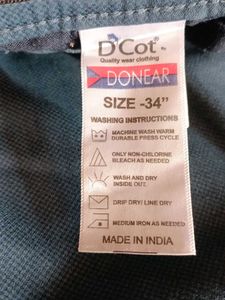 D'Cot
Quality wear clothing
DONEAR
SIZE -34"
WASHING INSTRUCTIONS
MACHINE WASH WARM
DURABLE PRESS CYCLE
ONLY NON-CHLORINE
BLEACH AS NEEDED
WASH AND DRY
INSIDE OUT
DRIP DRY/ LINE DRY
MEDIUM IRON AS NEEDED
MADE IN INDIA